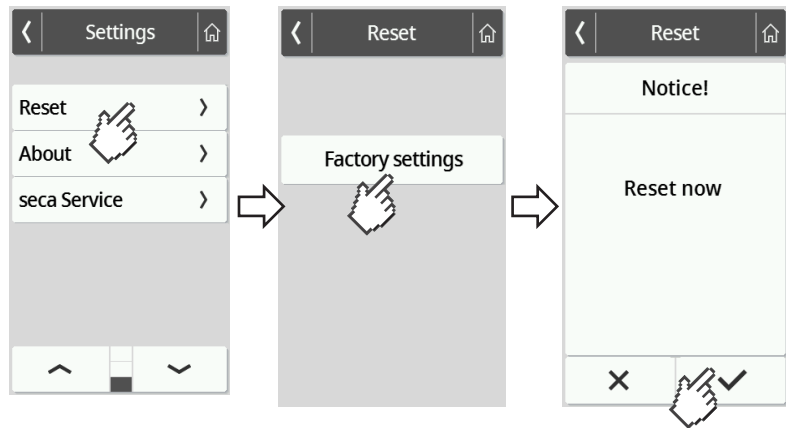 Settings
Reset
About
seca Service
Reset
Factory settings
Reset
Notice!
Reset now